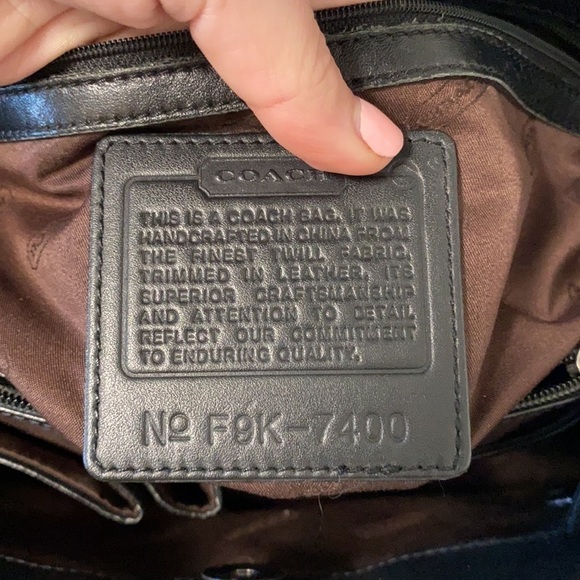 COACH
THIS IS A COACH BAG. IT WAS
HANDCRAFTED IN CHINA FROM
THE FINEST TWILL FABRIC,
TRIMMED IN LEATHER. ITS
SUPERIOR CRAFTSMANSHIP
AND ATTENTION TO DETAIL
REFLECT OUR COMMITMENT
TO ENDURING QUALITY.
Nº F9K-7400